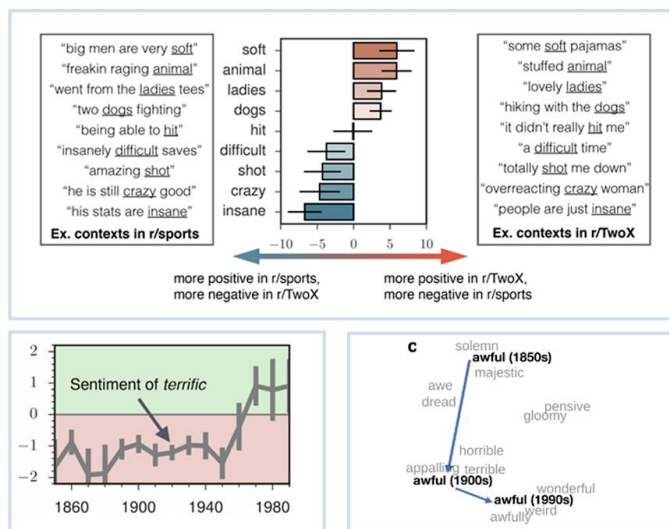 "big men are very soft"
"freakin raging animal"
"went from the ladies tees"
"two dogs fighting"
"being able to hit"
"insanely difficult saves"
"amazing shot"
"he is still crazy good"
"his stats are insane"
Ex. contexts in r/sports
soft
animal
ladies
dogs
hit
difficult
shot
crazy
insane
−10 −5 0 5 10
more positive in r/sports,
more negative in r/TwoX
more positive in r/TwoX,
more negative in r/sports
"some soft pajamas"
"stuffed animal"
"lovely ladies"
"hiking with the dogs"
"it didn't really hit me"
"a difficult time"
"totally shot me down"
"overreacting crazy woman"
"people are just insane"
Ex. contexts in r/TwoX
2
1
0
−1
−2
Sentiment of terrific
1860 1900 1940 1980
c
solemn
awful (1850s)
majestic
awe
dread
pensive
gloomy
horrible
appalling terrible
awful (1900s)
wonderful
awful (1990s)
weird
awfully